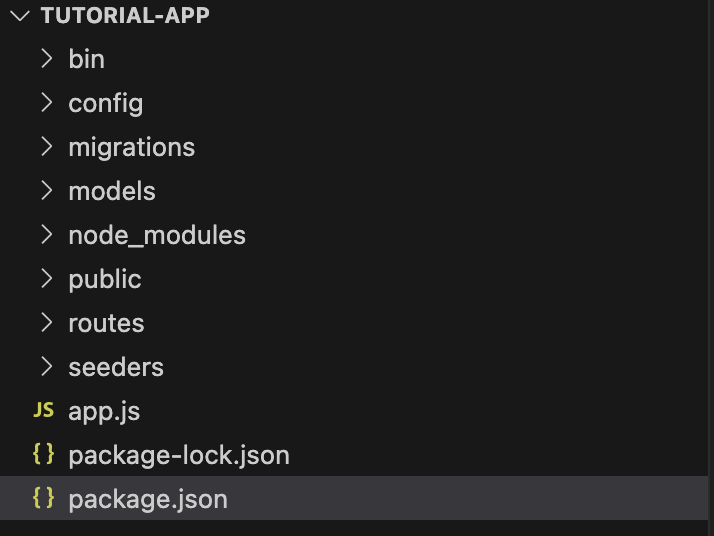 TUTORIAL-APP
bin
config
migrations
models
node_modules
public
routes
seeders
JS app.js
{} package-lock.json
{} package.json